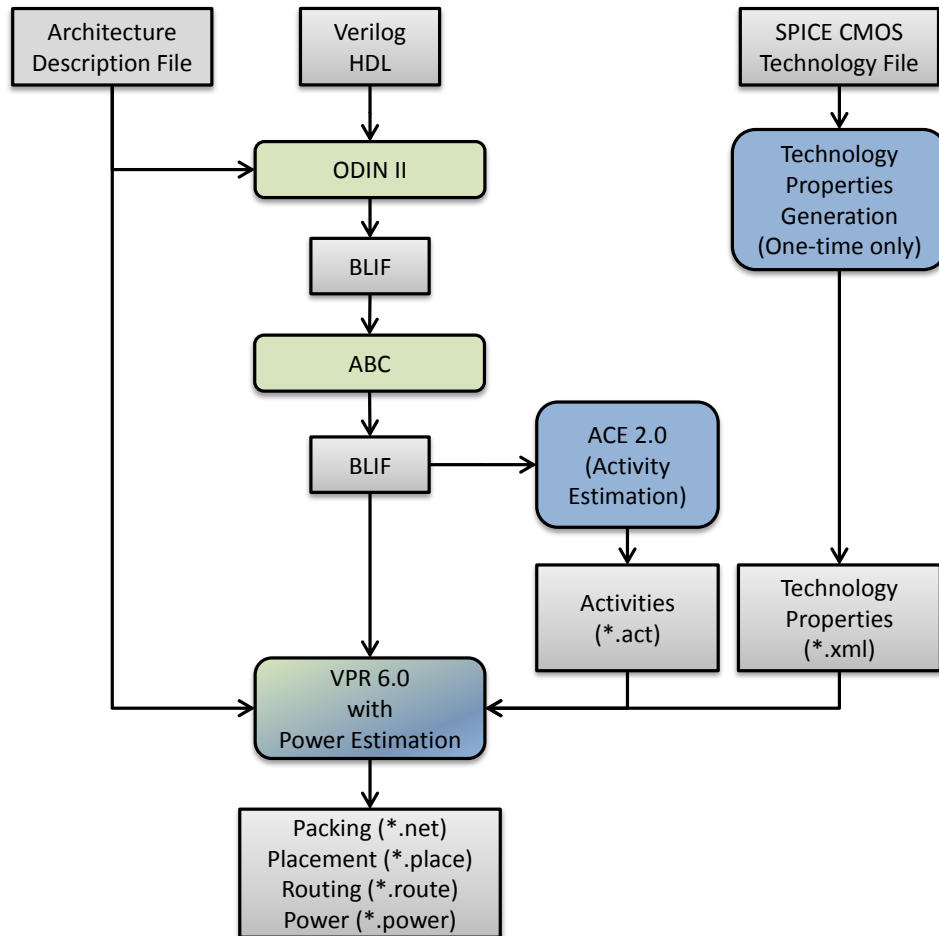 Architecture
Description File
Verilog
HDL
SPICE CMOS
Technology File
ODIN II
Technology
Properties
Generation
(One-time only)
BLIF
ABC
BLIF
ACE 2.0
(Activity
Estimation)
Activities
(*.act)
Technology
Properties
(*.xml)
VPR 6.0
with
Power Estimation
Packing (*.net)
Placement (*.place)
Routing (*.route)
Power (*.power)